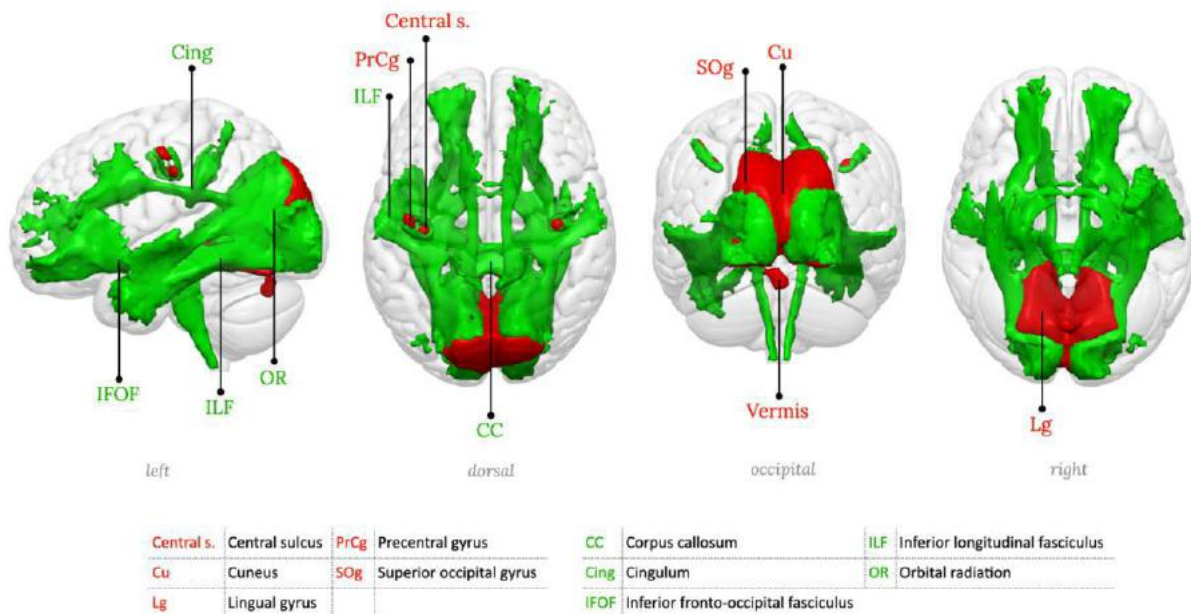 Central s.
Cing
PrCg
ILF
SOg
Cu
IFOF
ILF
OR
CC
Vermis
Lg
left
dorsal
occipital
right
Central s. Central sulcus PrCg Precentral gyrus
Cu Cuneus SOg Superior occipital gyrus
Lg Lingual gyrus
CC Corpus callosum ILF Inferior longitudinal fasciculus
Cing Cingulum OR Orbital radiation
IFOF Inferior fronto-occipital fasciculus